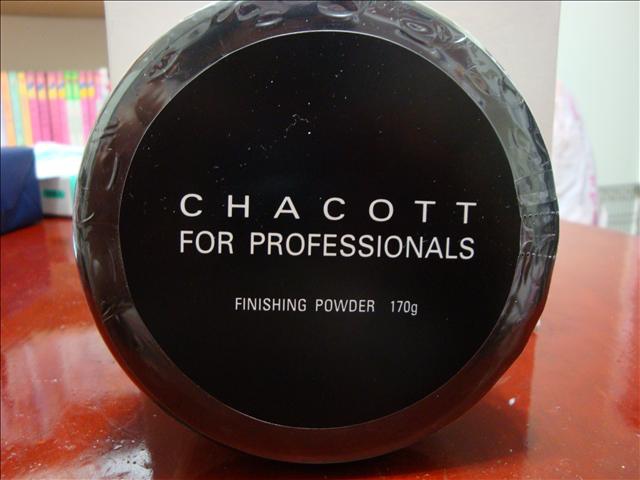 CHACOTT
FOR PROFESSIONALS
FINISHING POWDER 170g